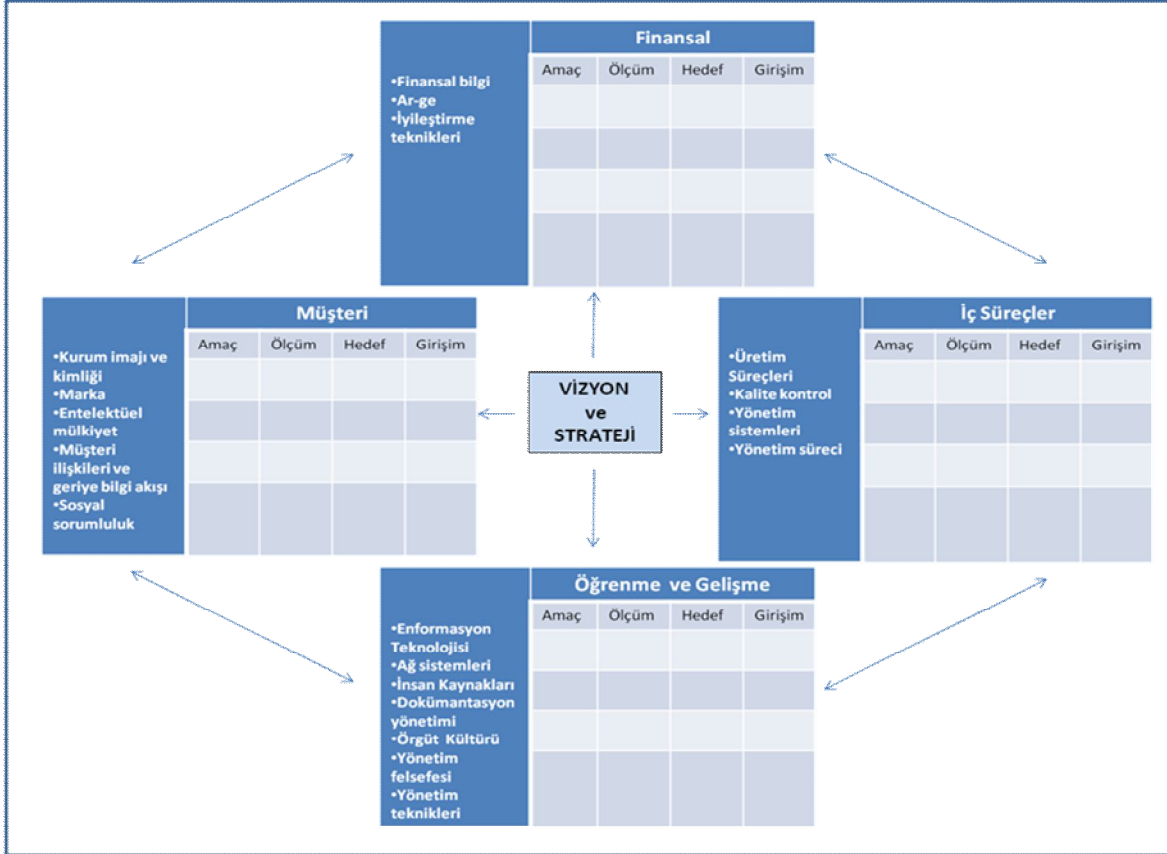 Finansal
•Finansal bilgi
•Ar-ge
•İyileştirme
teknikleri
Amaç Ölçüm Hedef Girişim
Müşteri
•Kurum imajı ve
kimliği
•Marka
•Entelektüel
mülkiyet
•Müşteri
ilişkileri ve
geriye bilgi akışı
•Sosyal
sorumluluk
Amaç Ölçüm Hedef Girişim
VİZYON
ve
STRATEJİ
İç Süreçler
•Üretim
Süreçleri
•Kalite kontrol
•Yönetim
sistemleri
•Yönetim süreci
Amaç Ölçüm Hedef Girişim
Öğrenme ve Gelişme
•Enformasyon
Teknolojisi
•Ağ sistemleri
•İnsan Kaynakları
•Dokümantasyon
yönetimi
•Örgüt Kültürü
•Yönetim
felsefesi
•Yönetim
teknikleri
Amaç Ölçüm Hedef Girişim